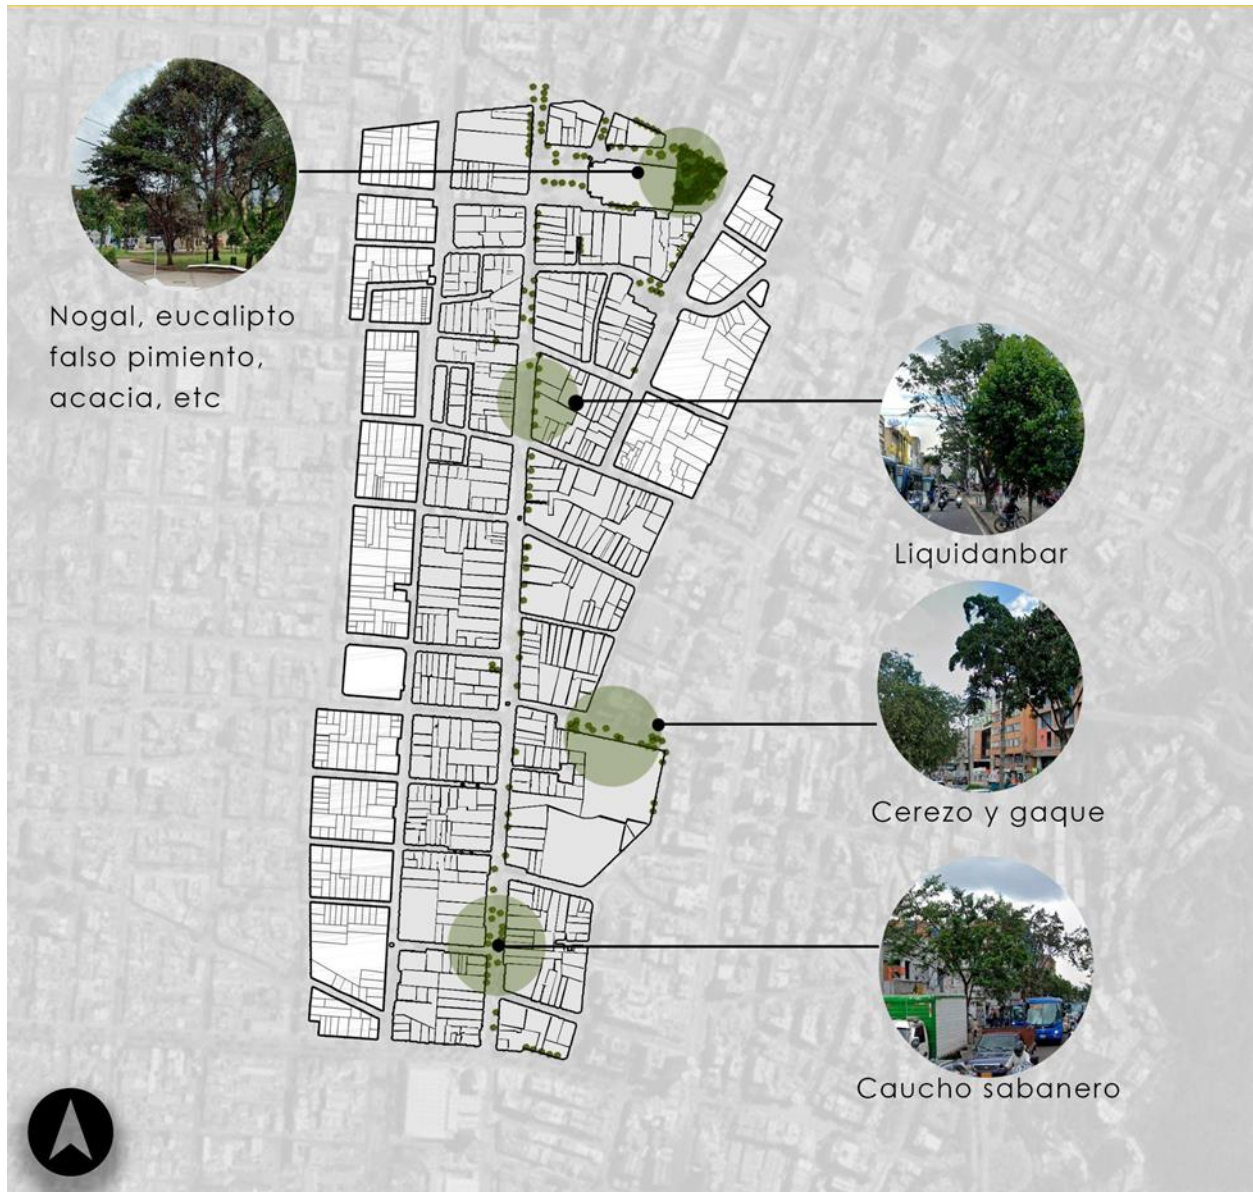 Nogal, eucalipto
falso pimiento,
acacia, etc
Liquidanbar
Cerezo y gaque
Caucho sabanero